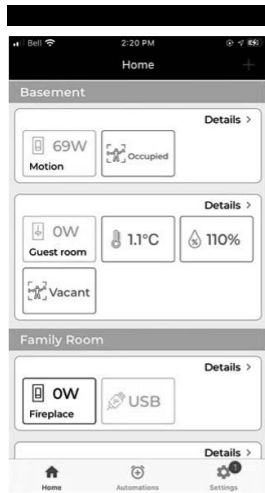 Bell 2:20 PM
Home
Basement
Details >
69W
Motion
Occupied
Details >
0W
Guest room
1.1°C
110%
Vacant
Family Room
Details >
0W
Fireplace
USB
Details >
1
Home Automations Settings